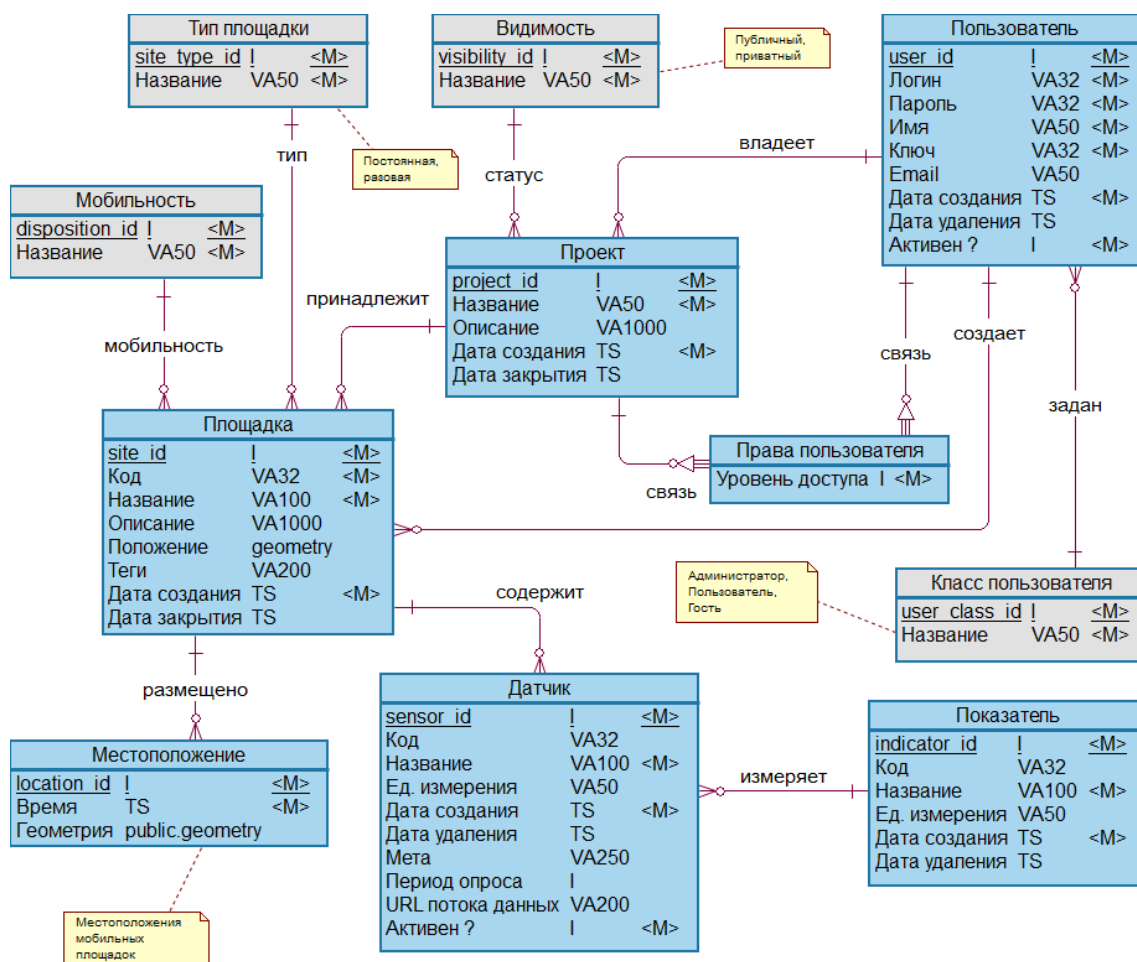 Тип площадки
site_type_id I <M>
Название VA50 <M>
Видимость
visibility_id I <M>
Название VA50 <M>
Публичный,
приватный
Пользователь
user_id I <M>
Логин VA32 <M>
Пароль VA32 <M>
Имя VA50 <M>
Ключ VA32 <M>
Email VA50
Дата создания TS <M>
Дата удаления TS
Активен ? I <M>
тип
Постоянная,
разовая
статус
владеет
Мобильность
disposition_id I <M>
Название VA50 <M>
мобильность
принадлежит
Проект
project_id I <M>
Название VA50 <M>
Описание VA1000
Дата создания TS <M>
Дата закрытия TS
связь
создает
задан
Площадка
site_id I <M>
Код VA32 <M>
Название VA100 <M>
Описание VA1000
Положение geometry
Теги VA200
Дата создания TS <M>
Дата закрытия TS
Права пользователя
Уровень доступа I <M>
связь
содержит
Администратор,
Пользователь,
Гость
Класс пользователя
user_class_id I <M>
Название VA50 <M>
размещено
Местоположение
location_id I <M>
Время TS <M>
Геометрия public.geometry
Местоположения
мобильных
площадок
Датчик
sensor_id I <M>
Код VA32
Название VA100 <M>
Ед. измерения VA50
Дата создания TS <M>
Дата удаления TS
Мета VA250
Период опроса I
URL потока данных VA200
Активен ? I <M>
измеряет
Показатель
indicator_id I <M>
Код VA32
Название VA100 <M>
Ед. измерения VA50
Дата создания TS <M>
Дата удаления TS